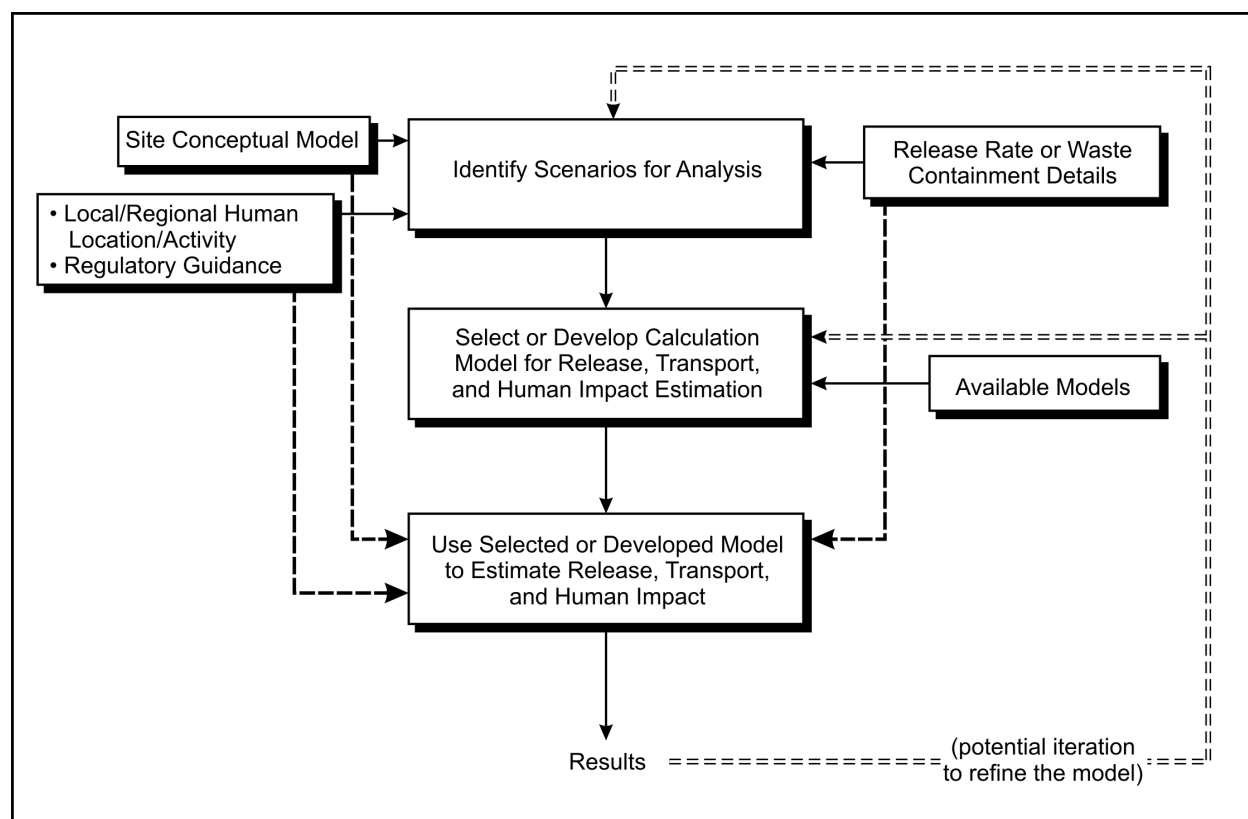 Site Conceptual Model
Identify Scenarios for Analysis
Release Rate or Waste
Containment Details
• Local/Regional Human
Location/Activity
• Regulatory Guidance
Select or Develop Calculation
Model for Release, Transport,
and Human Impact Estimation
Available Models
Use Selected or Developed Model
to Estimate Release, Transport,
and Human Impact
Results
(potential iteration
to refine the model)